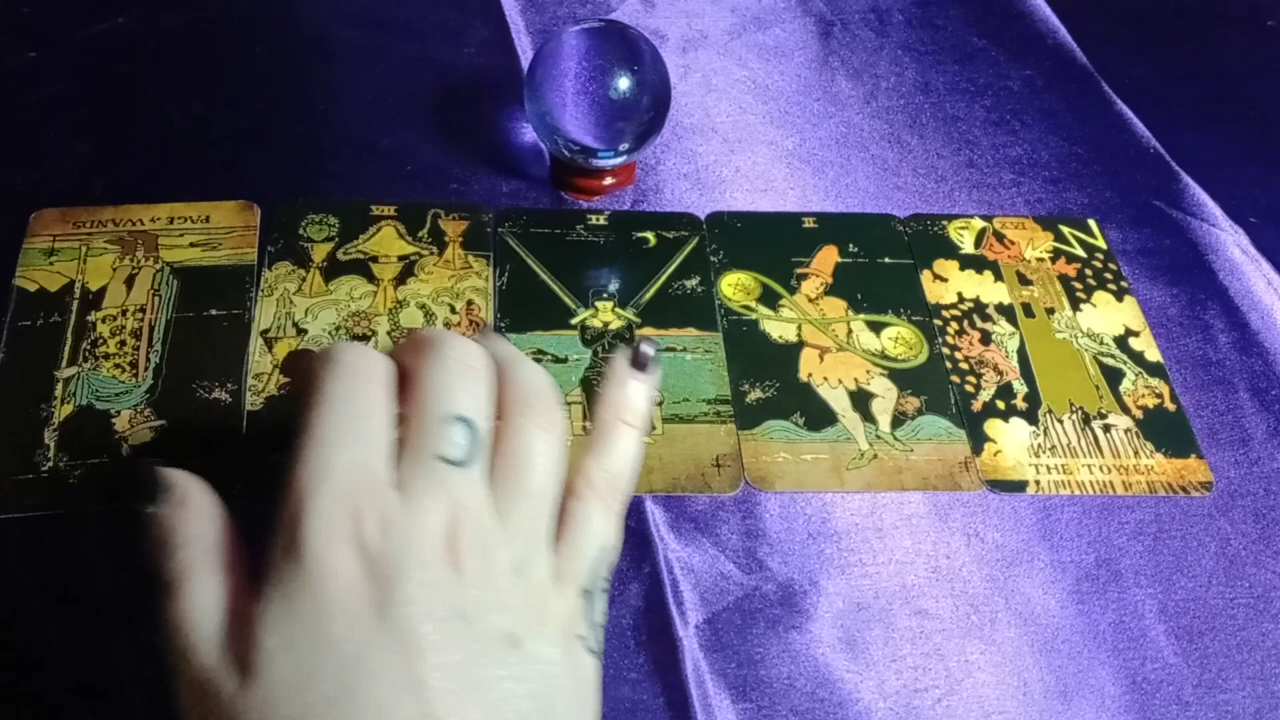 PAGE of WANDS
VII
II
II
XVI
THE TOWER